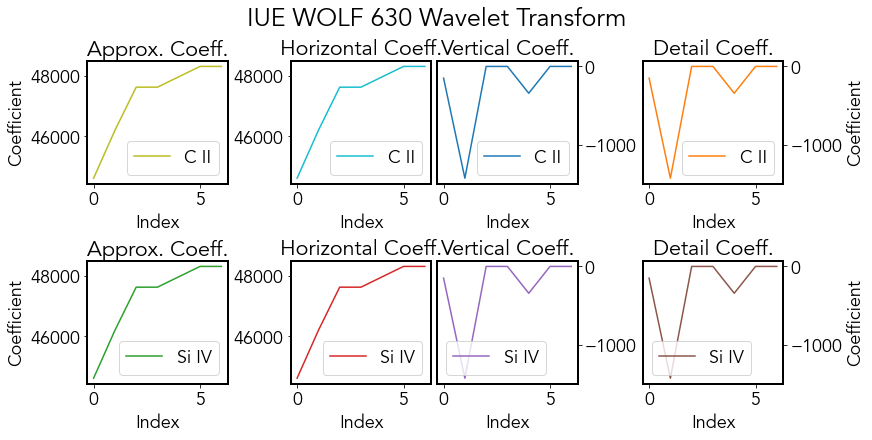 IUE WOLF 630 Wavelet Transform
Approx. Coeff. Horizontal Coeff. Vertical Coeff. Detail Coeff.
48000 48000 0 0
46000 46000 −1000 −1000
Coefficient Coefficient
C II C II C II C II
0 5 0 5 0 5 0 5
Index Index Index Index
Approx. Coeff. Horizontal Coeff. Vertical Coeff. Detail Coeff.
48000 48000 0 0
46000 46000 −1000 −1000
Coefficient Coefficient
Si IV Si IV Si IV Si IV
0 5 0 5 0 5 0 5
Index Index Index Index